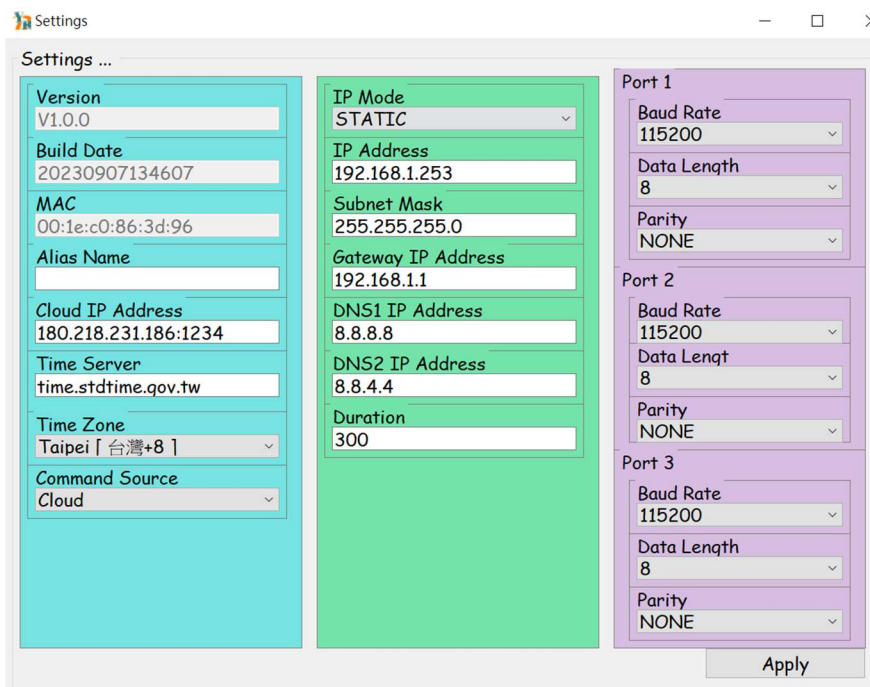 Settings
Settings ...
Version
V1.0.0
Build Date
20230907134607
MAC
00:1e:c0:86:3d:96
Alias Name
Cloud IP Address
180.218.231.186:1234
Time Server
time.stdtime.gov.tw
Time Zone
Taipei [ 台灣+8 ]
Command Source
Cloud
IP Mode
STATIC
IP Address
192.168.1.253
Subnet Mask
255.255.255.0
Gateway IP Address
192.168.1.1
DNS1 IP Address
8.8.8.8
DNS2 IP Address
8.8.4.4
Duration
300
Port 1
Baud Rate
115200
Data Length
8
Parity
NONE
Port 2
Baud Rate
115200
Data Lengt
8
Parity
NONE
Port 3
Baud Rate
115200
Data Length
8
Parity
NONE
Apply